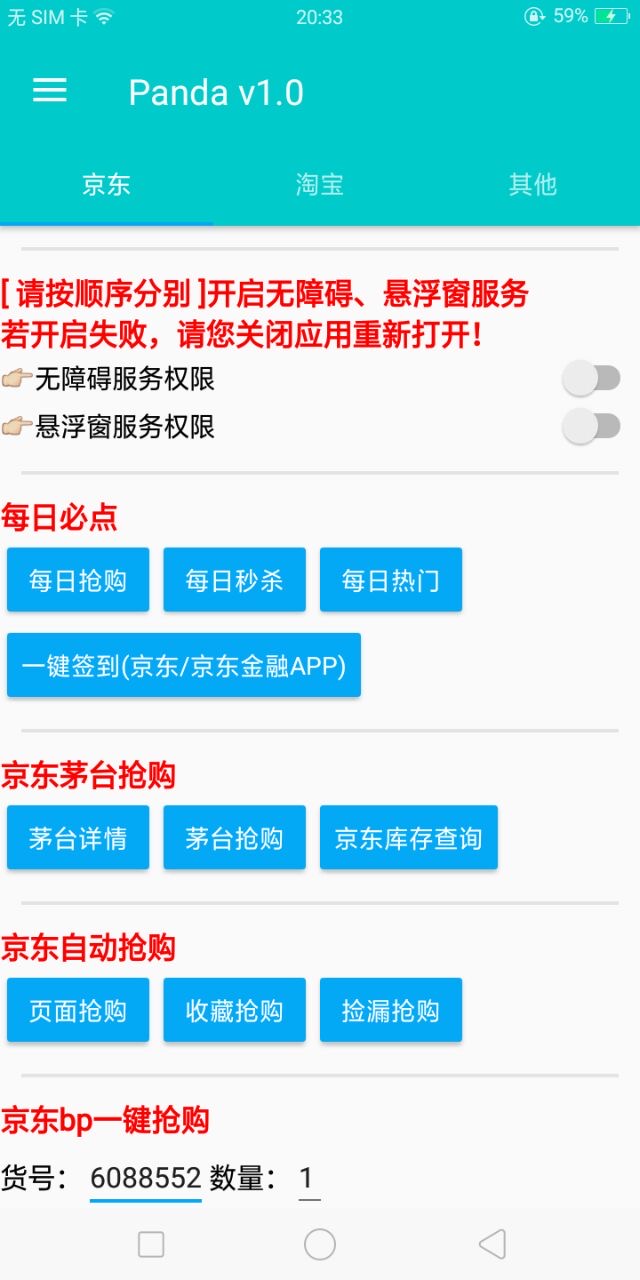 无 SIM 卡
20:33
59%
Panda v1.0
京东
淘宝
其他
[ 请按顺序分别 ]开启无障碍、悬浮窗服务
若开启失败，请您关闭应用重新打开！
👉🏼无障碍服务权限
👉🏼悬浮窗服务权限
每日必点
每日抢购
每日秒杀
每日热门
一键签到(京东/京东金融APP)
京东茅台抢购
茅台详情
茅台抢购
京东库存查询
京东自动抢购
页面抢购
收藏抢购
捡漏抢购
京东bp一键抢购
货号： 6088552 数量： 1